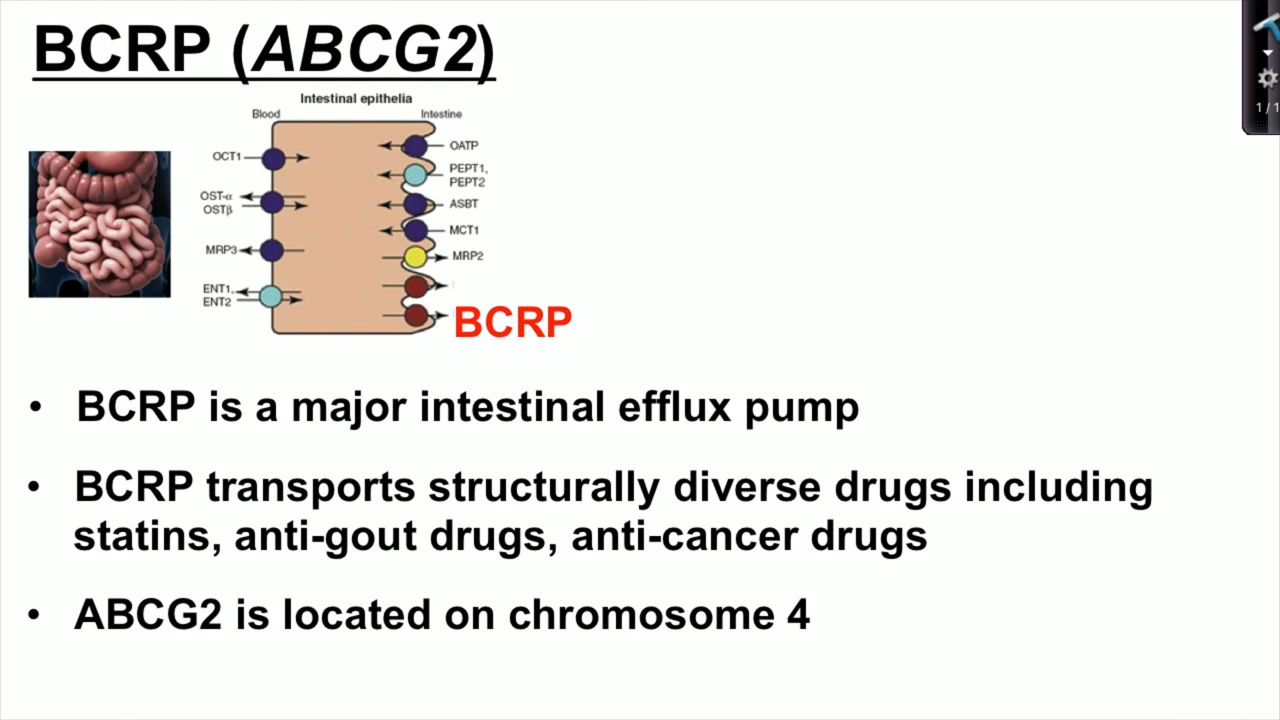 BCRP (ABCG2)
Intestinal epithelia
Blood
Intestine
OCT1
OST-α
OSTβ
MRP3
ENT1,
ENT2
OATP
PEPT1,
PEPT2
ASBT
MCT1
MRP2
BCRP
• BCRP is a major intestinal efflux pump
• BCRP transports structurally diverse drugs including
statins, anti-gout drugs, anti-cancer drugs
• ABCG2 is located on chromosome 4